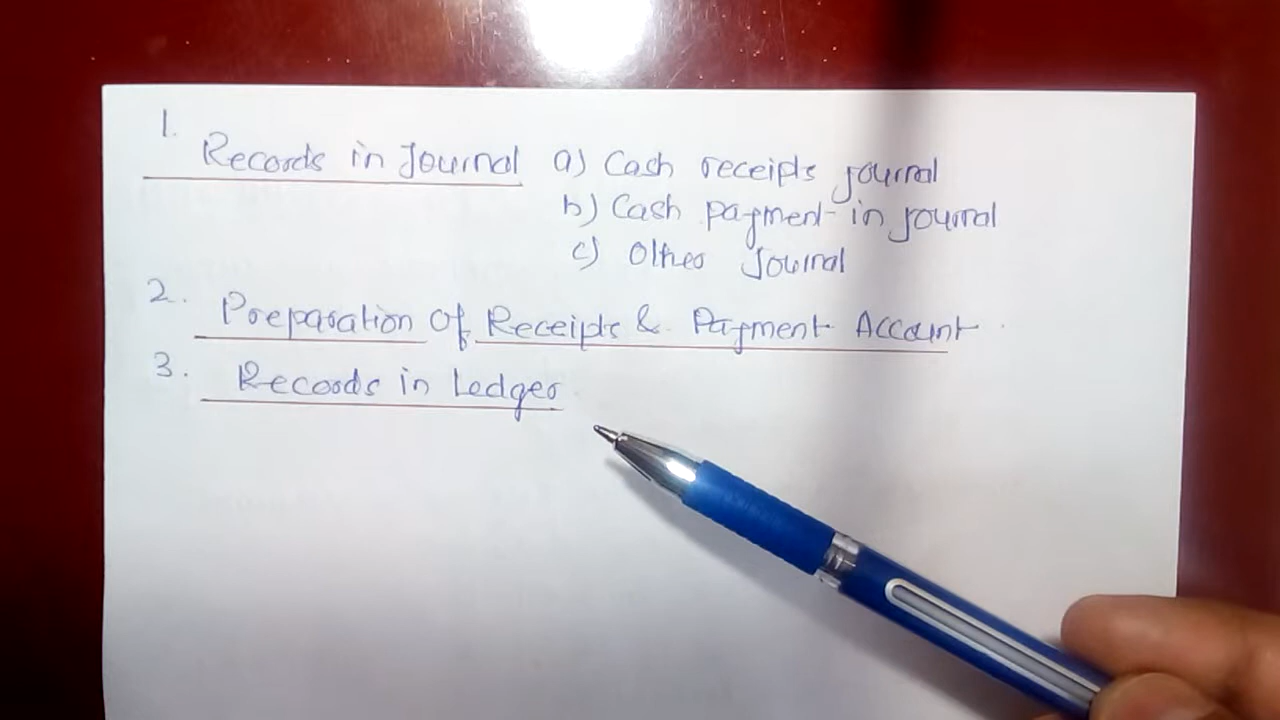 1.
Records in Journal a) Cash receipts journal
b) Cash payment in journal
c) Other Journal
2. Preparation Of Receipts & Payment Account
3. Records in Ledger